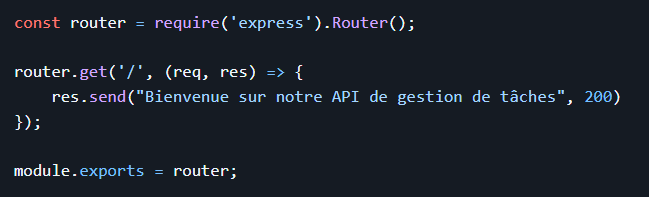 const router = require('express').Router();
router.get('/', (req, res) => {
res.send("Bienvenue sur notre API de gestion de tâches", 200)
});
module.exports = router;